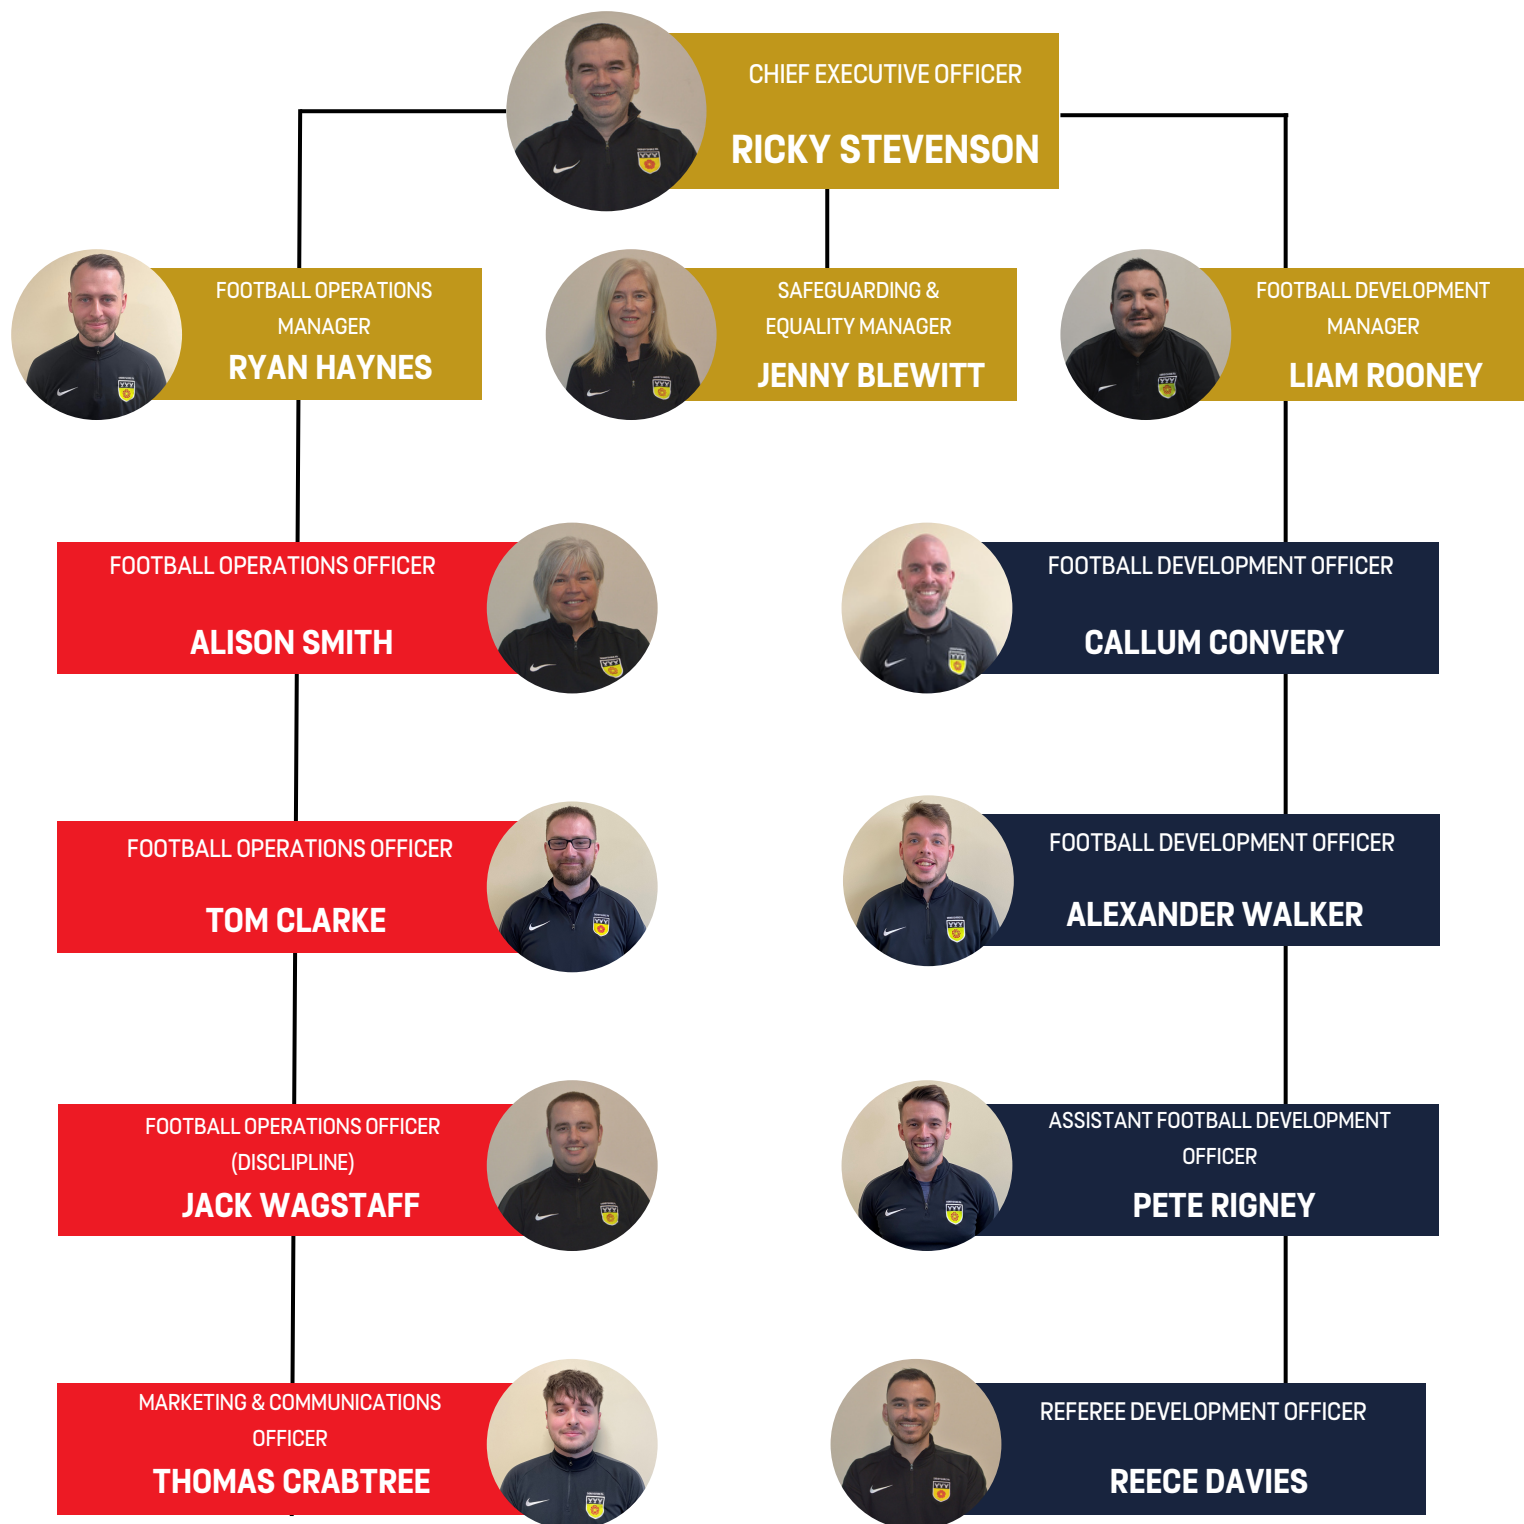 CHIEF EXECUTIVE OFFICER
RICKY STEVENSON
FOOTBALL OPERATIONS
MANAGER
RYAN HAYNES
SAFEGUARDING &
EQUALITY MANAGER
JENNY BLEWITT
FOOTBALL DEVELOPMENT
MANAGER
LIAM ROONEY
FOOTBALL OPERATIONS OFFICER
ALISON SMITH
FOOTBALL DEVELOPMENT OFFICER
CALLUM CONVERY
FOOTBALL OPERATIONS OFFICER
TOM CLARKE
FOOTBALL DEVELOPMENT OFFICER
ALEXANDER WALKER
FOOTBALL OPERATIONS OFFICER
(DISCLIPLINE)
JACK WAGSTAFF
ASSISTANT FOOTBALL DEVELOPMENT
OFFICER
PETE RIGNEY
MARKETING & COMMUNICATIONS
OFFICER
THOMAS CRABTREE
REFEREE DEVELOPMENT OFFICER
REECE DAVIES